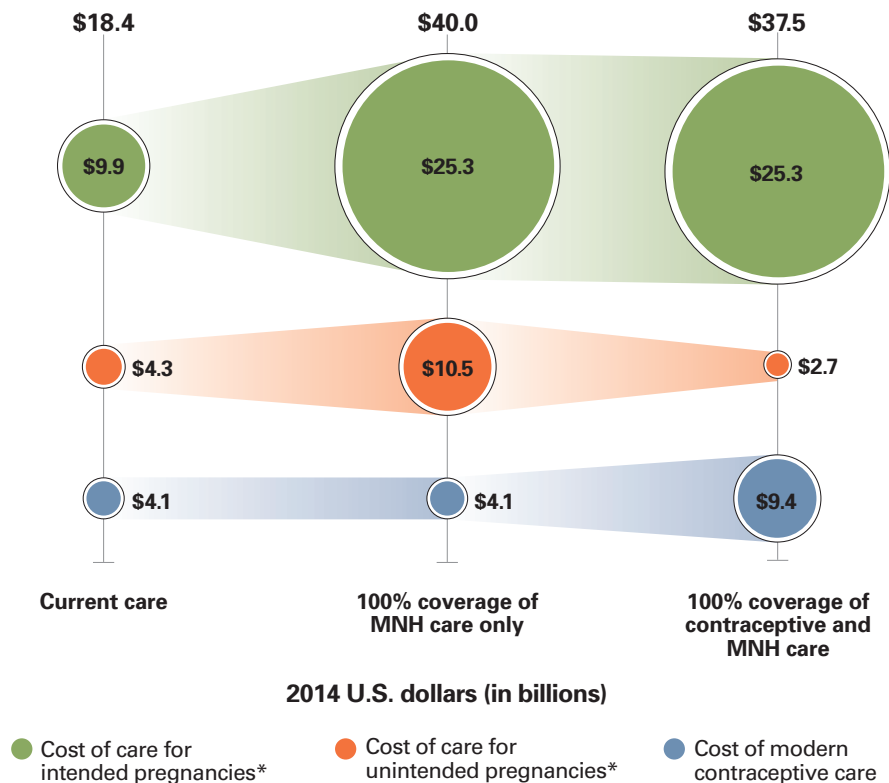 $18.4
$40.0
$37.5
$9.9
$25.3
$25.3
$4.3
$10.5
$2.7
$4.1
$4.1
$9.4
Current care
100% coverage of
MNH care only
100% coverage of
contraceptive and
MNH care
2014 U.S. dollars (in billions)
Cost of care for
intended pregnancies*
Cost of care for
unintended pregnancies*
Cost of modern
contraceptive care